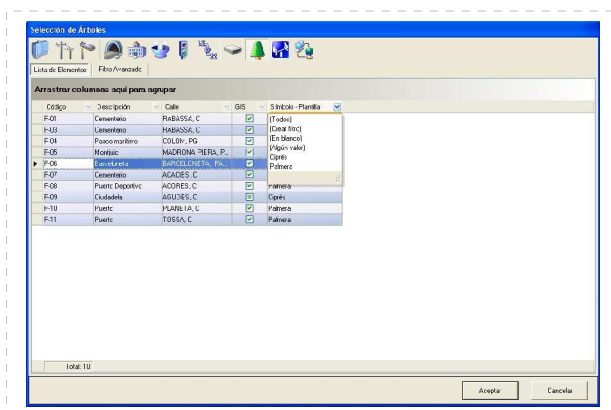 Selección de Árboles
Lista de Elementos Filtro Avanzado
Arrastrar columnas aquí para agrupar
Código Descripción Calle GIS Símbolo - Plantilla
F-01 Cementerio RABASSA, C
F-03 Cementerio RABASSA, C
F-04 Paseo marítimo COLOM, PG
F-05 Montjuic MADRONA PIERA, P...
F-06 Barceloneta BARCELONETA, PA...
F-07 Cementerio ACACIES, C
F-08 Puerto Deportivo ACORES, C Palmera
F-09 Ciudadela AGUDES, C Ciprés
F-10 Puerto PLANETA, C Palmera
F-11 Puerto TOSSA, C Palmera
(Todos)
(Crear filtro)
(En blanco)
(Algún valor)
Ciprés
Palmera
Total: 10
Aceptar Cancelar